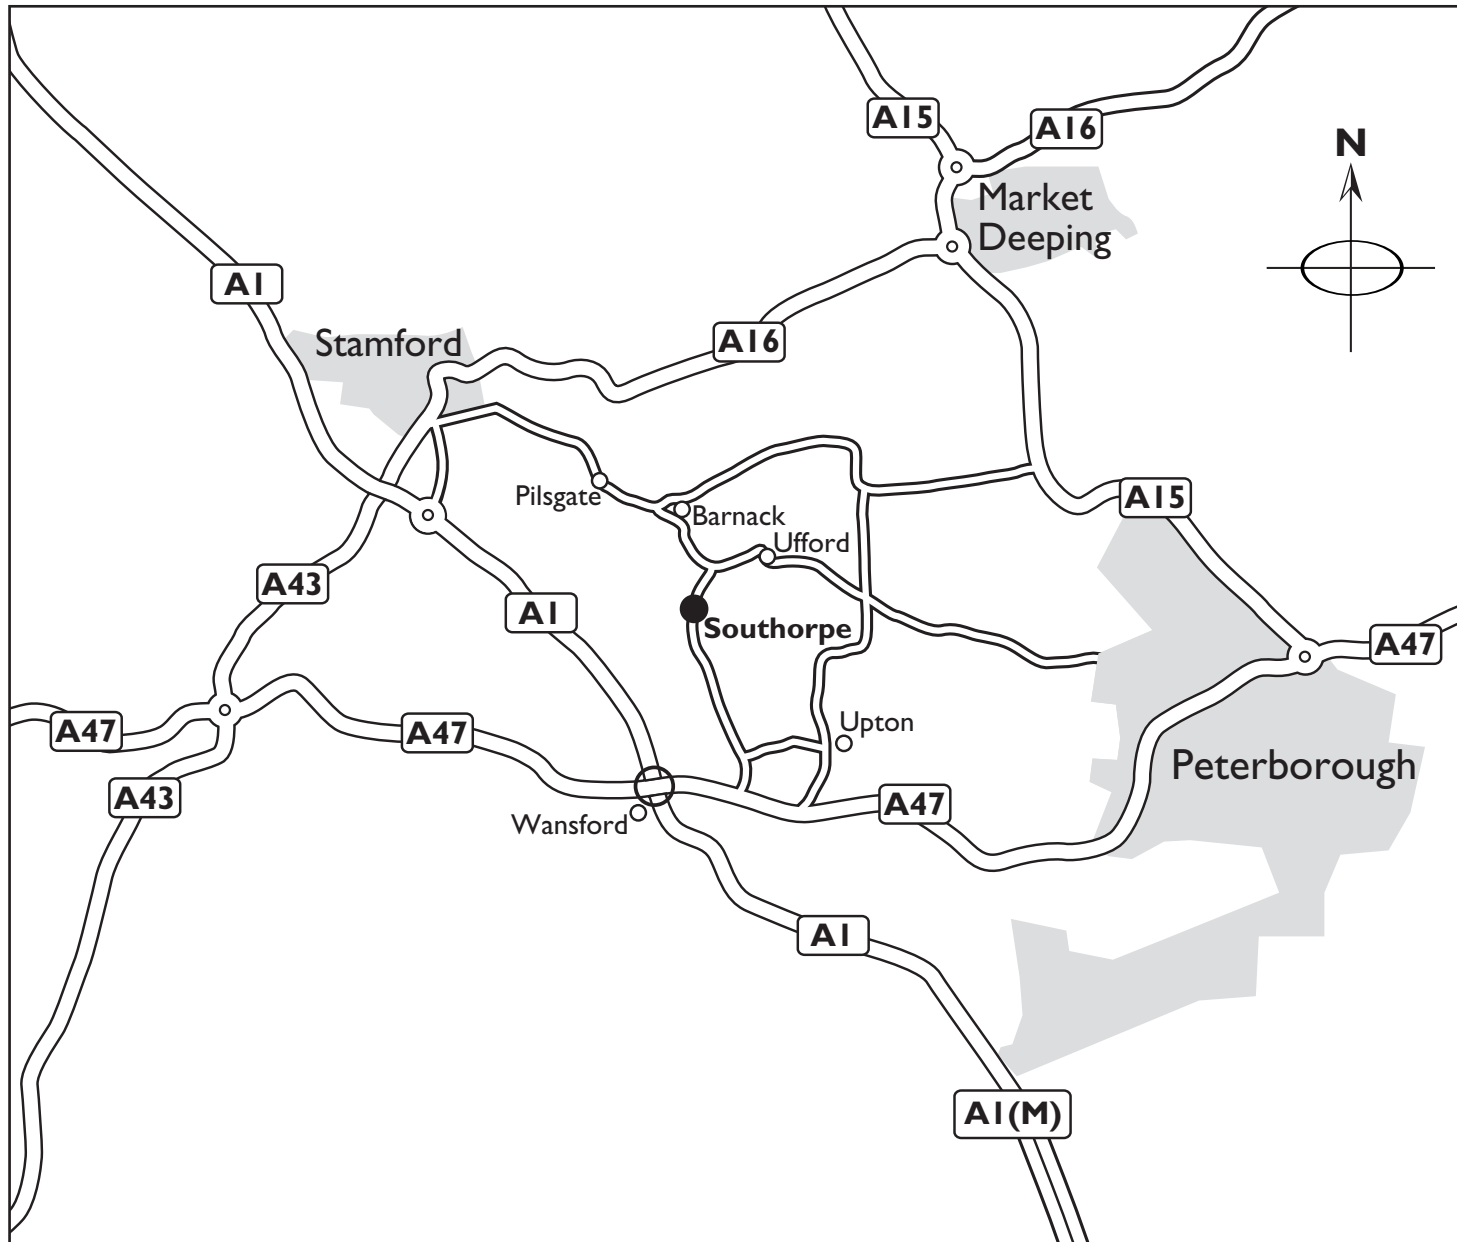 A15
A16
N
Market
Deeping
A1
Stamford
A16
Pilsgate
A15
Barnack
Ufford
A43
A1
Southorpe
A47
A47
A47
Upton
Peterborough
A43
A47
Wansford
A1
A1(M)